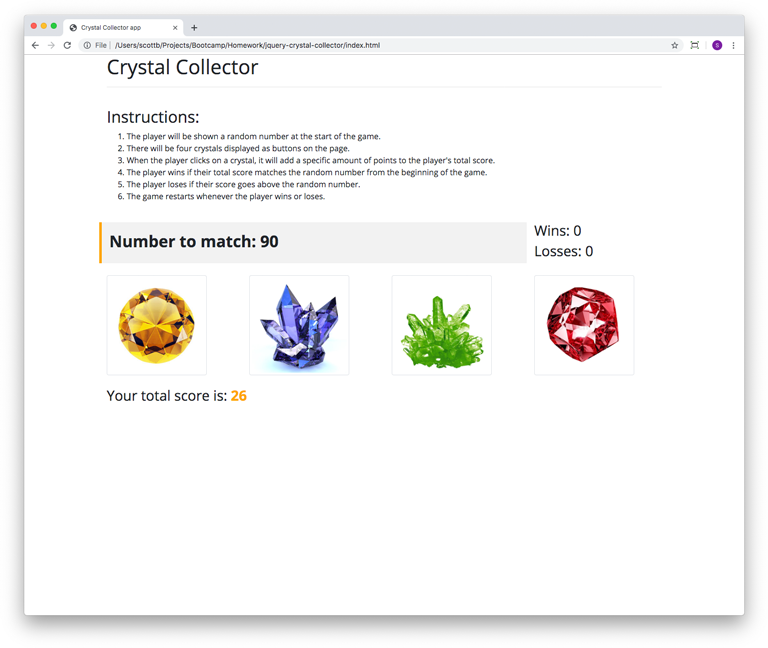 Crystal Collector app
File | /Users/scottb/Projects/Bootcamp/Homework/jquery-crystal-collector/index.html
S
Crystal Collector
Instructions:
1. The player will be shown a random number at the start of the game.
2. There will be four crystals displayed as buttons on the page.
3. When the player clicks on a crystal, it will add a specific amount of points to the player's total score.
4. The player wins if their total score matches the random number from the beginning of the game.
5. The player loses if their score goes above the random number.
6. The game restarts whenever the player wins or loses.
Number to match: 90
Wins: 0
Losses: 0
Your total score is: 26